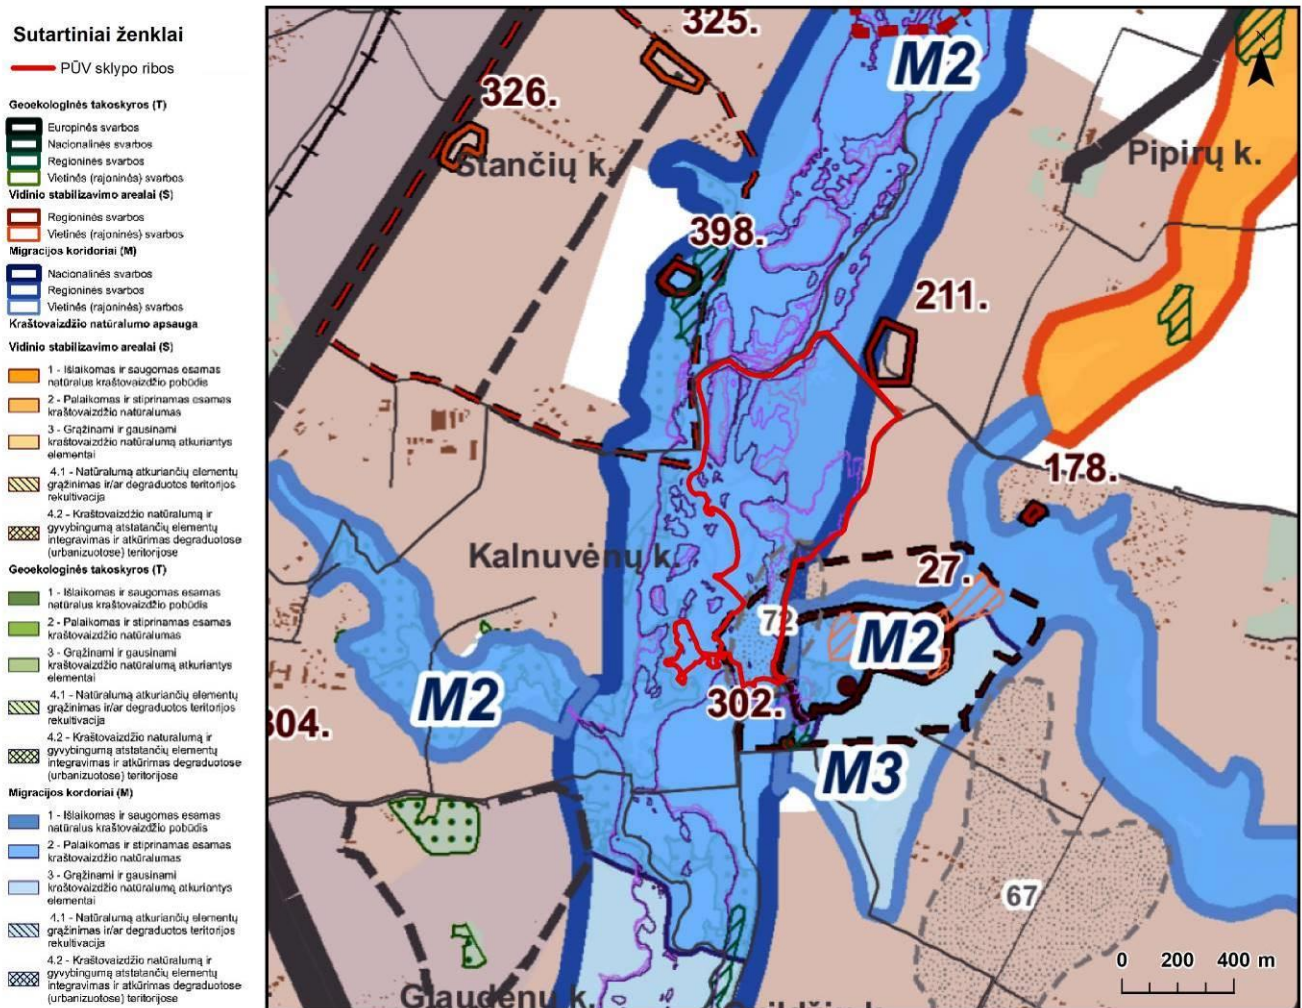 Sutartiniai ženklai
PŪV sklypo ribos
Geoekologinės takoskyros (T)
Europinės svarbos
Nacionalinės svarbos
Regioninės svarbos
Vietinės (rajoninės) svarbos
Vidinio stabilizavimo arealai (S)
Regioninės svarbos
Vietinės (rajoninės) svarbos
Migracijos koridoriai (M)
Nacionalinės svarbos
Regioninės svarbos
Vietinės (rajoninės) svarbos
Kraštovaizdžio natūralumo apsauga
Vidinio stabilizavimo arealai (S)
1 - Išlaikomas ir saugomas esamas
natūralus kraštovaizdžio pobūdis
2 - Palaikomas ir stiprinamas esamas
kraštovaizdžio natūralumas
3 - Grąžinami ir gausinami
kraštovaizdžio natūralumą atkuriantys
elementai
4.1 - Natūralumą atkuriančių elementų
grąžinimas ir/ar degraduotos teritorijos
rekultivacija
4.2 - Kraštovaizdžio natūralumą ir
gyvybingumą atstatančių elementų
integravimas ir atkūrimas degraduotose
(urbanizuotose) teritorijose
Geoekologinės takoskyros (T)
1 - Išlaikomas ir saugomas esamas
natūralus kraštovaizdžio pobūdis
2 - Palaikomas ir stiprinamas esamas
kraštovaizdžio natūralumas
3 - Grąžinami ir gausinami
kraštovaizdžio natūralumą atkuriantys
elementai
4.1 - Natūralumą atkuriančių elementų
grąžinimas ir/ar degraduotos teritorijos
rekultivacija
4.2 - Kraštovaizdžio natūralumą ir
gyvybingumą atstatančių elementų
integravimas ir atkūrimas degraduotose
(urbanizuotose) teritorijose
Migracijos kordoriai (M)
1 - Išlaikomas ir saugomas esamas
natūralus kraštovaizdžio pobūdis
2 - Palaikomas ir stiprinamas esamas
kraštovaizdžio natūralumas
3 - Grąžinami ir gausinami
kraštovaizdžio natūralumą atkuriantys
elementai
4.1 - Natūralumą atkuriančių elementų
grąžinimas ir/ar degraduotos teritorijos
rekultivacija
4.2 - Kraštovaizdžio natūralumą ir
gyvybingumą atstatančių elementų
integravimas ir atkūrimas degraduotose
(urbanizuotose) teritorijose
325.
N
M2
326.
Stančių k.
Pipirų k.
398.
211.
178.
Kalnuvėnų k.
27.
72
M2
M2
302.
304.
M3
67
0 200 400 m
Glaudėnų k.